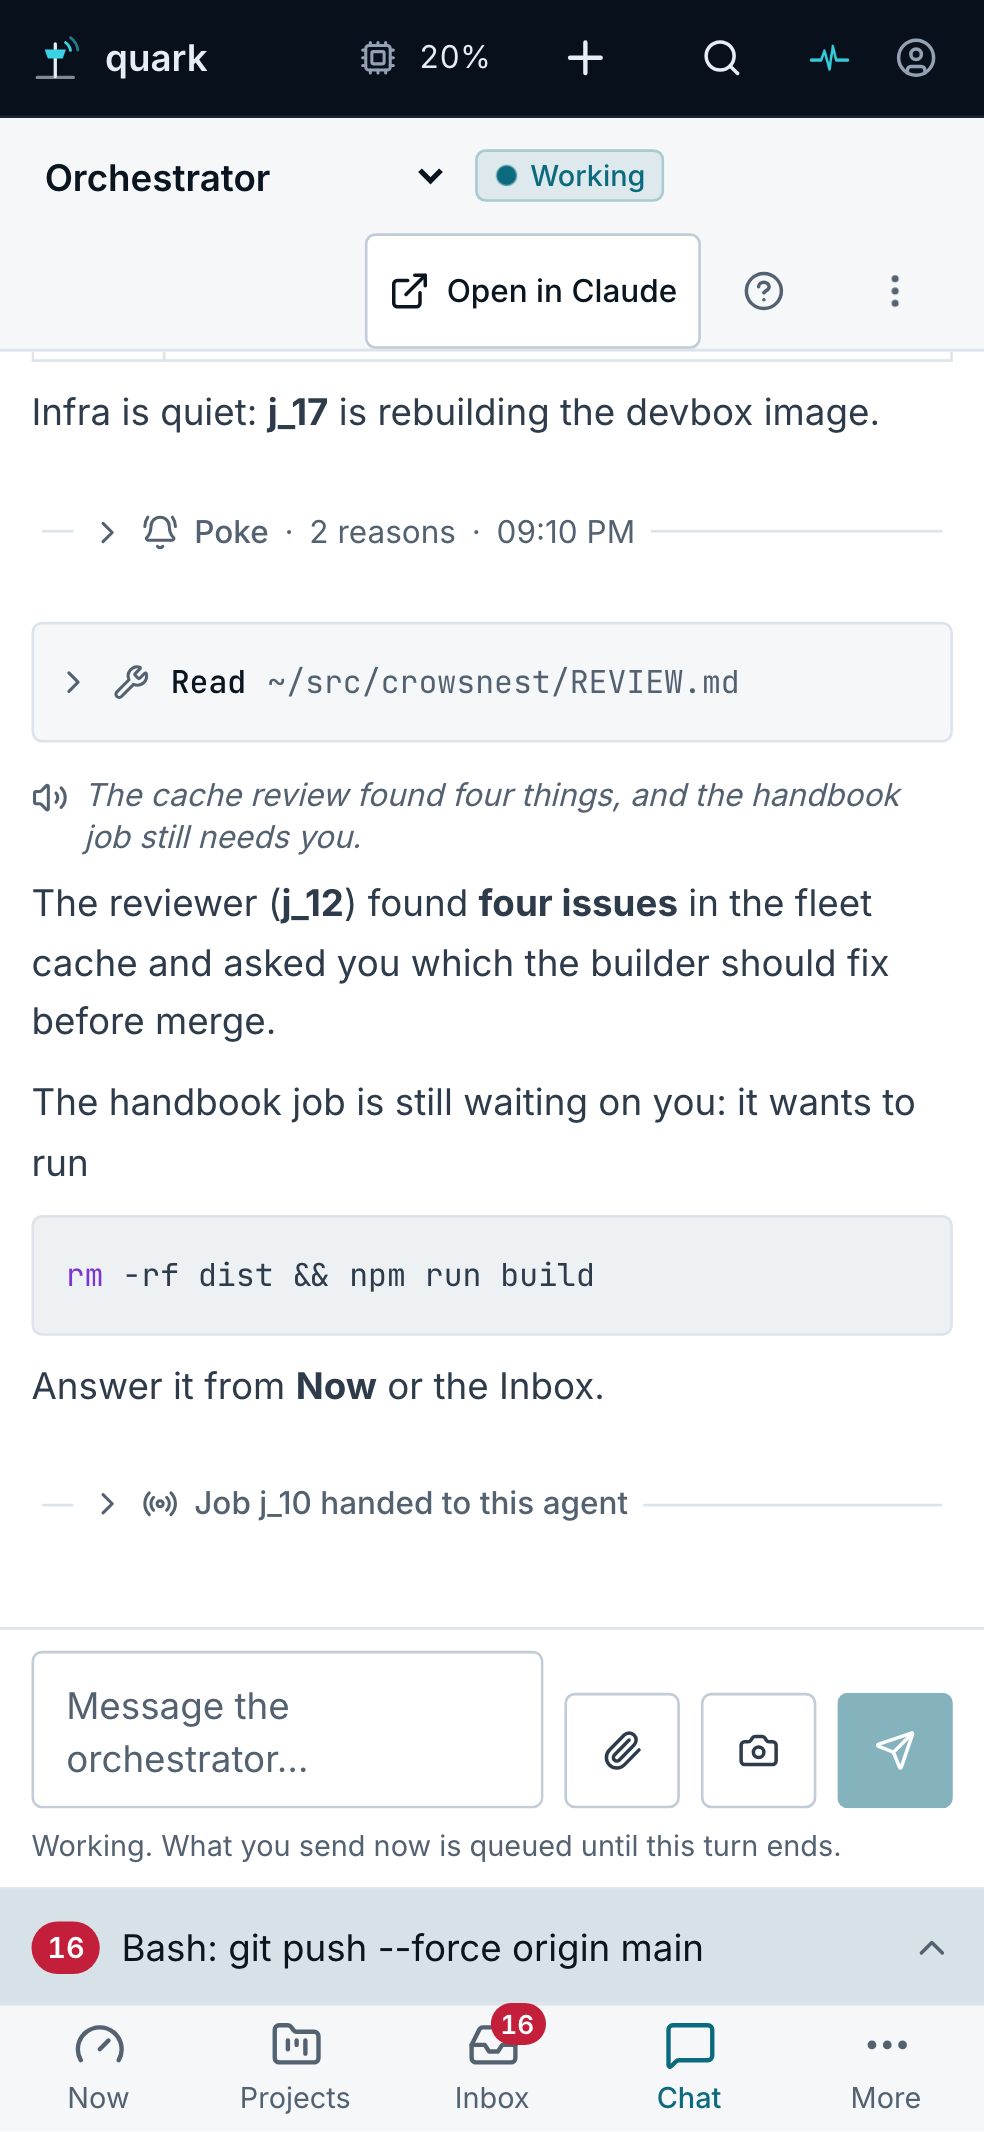 quark
20%
Orchestrator
Working
Open in Claude
Infra is quiet: j_17 is rebuilding the devbox image.
Poke · 2 reasons · 09:10 PM
Read ~/src/crowsnest/REVIEW.md
The cache review found four things, and the handbook
job still needs you.
The reviewer (j_12) found four issues in the fleet
cache and asked you which the builder should fix
before merge.
The handbook job is still waiting on you: it wants to
run
rm -rf dist && npm run build
Answer it from Now or the Inbox.
Job j_10 handed to this agent
Message the
orchestrator...
Working. What you send now is queued until this turn ends.
16 Bash: git push --force origin main
16
Now Projects Inbox Chat More